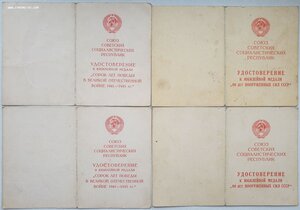 СОЮЗ
СОВЕТСКИХ
СОЦИАЛИСТИЧЕСКИХ
РЕСПУБЛИК
УДОСТОВЕРЕНИЕ
К ЮБИЛЕЙНОЙ МЕДАЛИ
"СОРОК ЛЕТ ПОБЕДЫ
В ВЕЛИКОЙ ОТЕЧЕСТВЕННОЙ
ВОЙНЕ 1941–1945 гг."
СОЮЗ
СОВЕТСКИХ
СОЦИАЛИСТИЧЕСКИХ
РЕСПУБЛИК
УДОСТОВЕРЕНИЕ
К ЮБИЛЕЙНОЙ МЕДАЛИ
ЛЕТ ВООРУЖЕННЫХ СИЛ СССР"
СОЮЗ
СОВЕТСКИХ
СОЦИАЛИСТИЧЕСКИХ
РЕСПУБЛИК
УДОСТОВЕРЕНИЕ
К ЮБИЛЕЙНОЙ МЕДАЛИ
"СОРОК ЛЕТ ПОБЕДЫ
В ВЕЛИКОЙ ОТЕЧЕСТВЕННОЙ
ВОЙНЕ 1941–1945 гг."
СОЮЗ
СОВЕТСКИХ
СОЦИАЛИСТИЧЕСКИХ
РЕСПУБЛИК
УДОСТОВЕРЕНИЕ
К ЮБИЛЕЙНОЙ МЕДАЛИ
ЛЕТ ВООРУЖЕННЫХ СИЛ СССР"